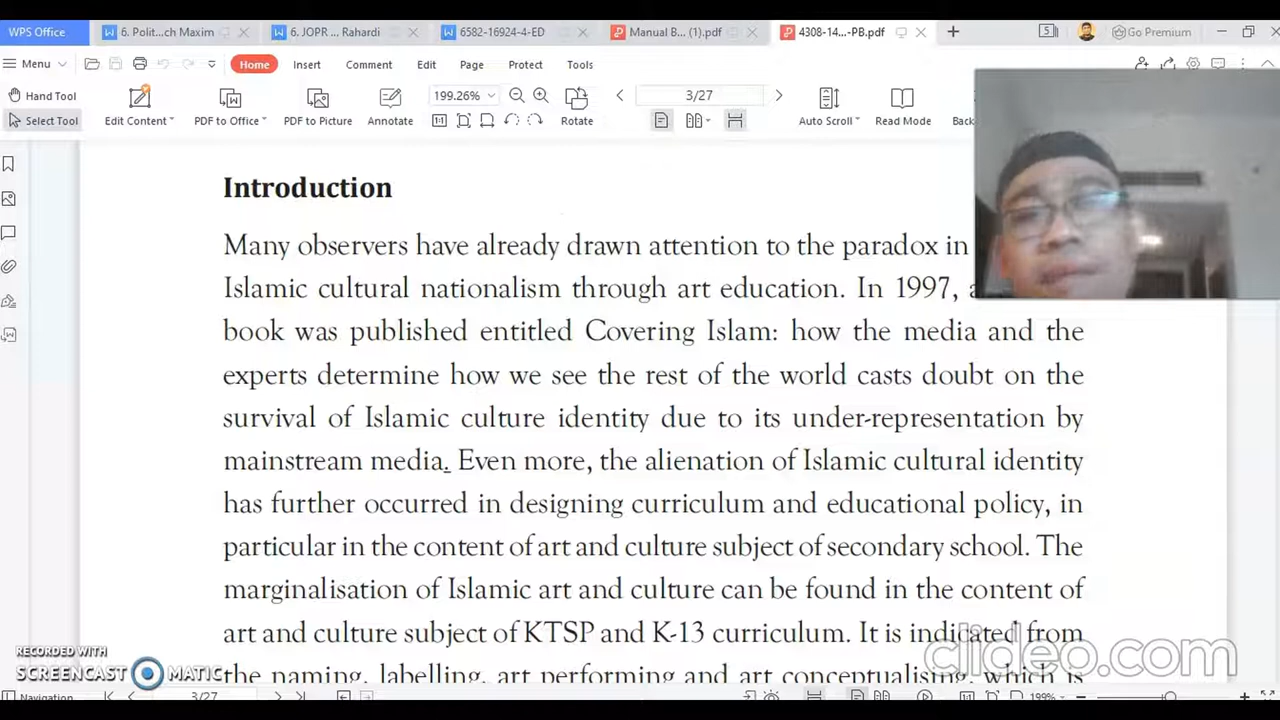 WPS Office 6. Polit...ch Maxim 6. JOPR ... Rahardi 6582-16924-4-ED Manual B... (1).pdf 4308-14...-PB.pdf 5 Go Premium
Menu Home Insert Comment Edit Page Protect Tools
Hand Tool
Select Tool
Edit Content PDF to Office PDF to Picture Annotate 199.26% Rotate 3/27 Auto Scroll Read Mode Back
Introduction
Many observers have already drawn attention to the paradox in
Islamic cultural nationalism through art education. In 1997, a
book was published entitled Covering Islam: how the media and the
experts determine how we see the rest of the world casts doubt on the
survival of Islamic culture identity due to its under-representation by
mainstream media. Even more, the alienation of Islamic cultural identity
has further occurred in designing curriculum and educational policy, in
particular in the content of art and culture subject of secondary school. The
marginalisation of Islamic art and culture can be found in the content of
art and culture subject of KTSP and K-13 curriculum. It is indicated from
the naming, labelling, art performing and art conceptualising, which is
RECORDED WITH
SCREENCAST MATIC
clideo.com
Navigation 3/27 199%